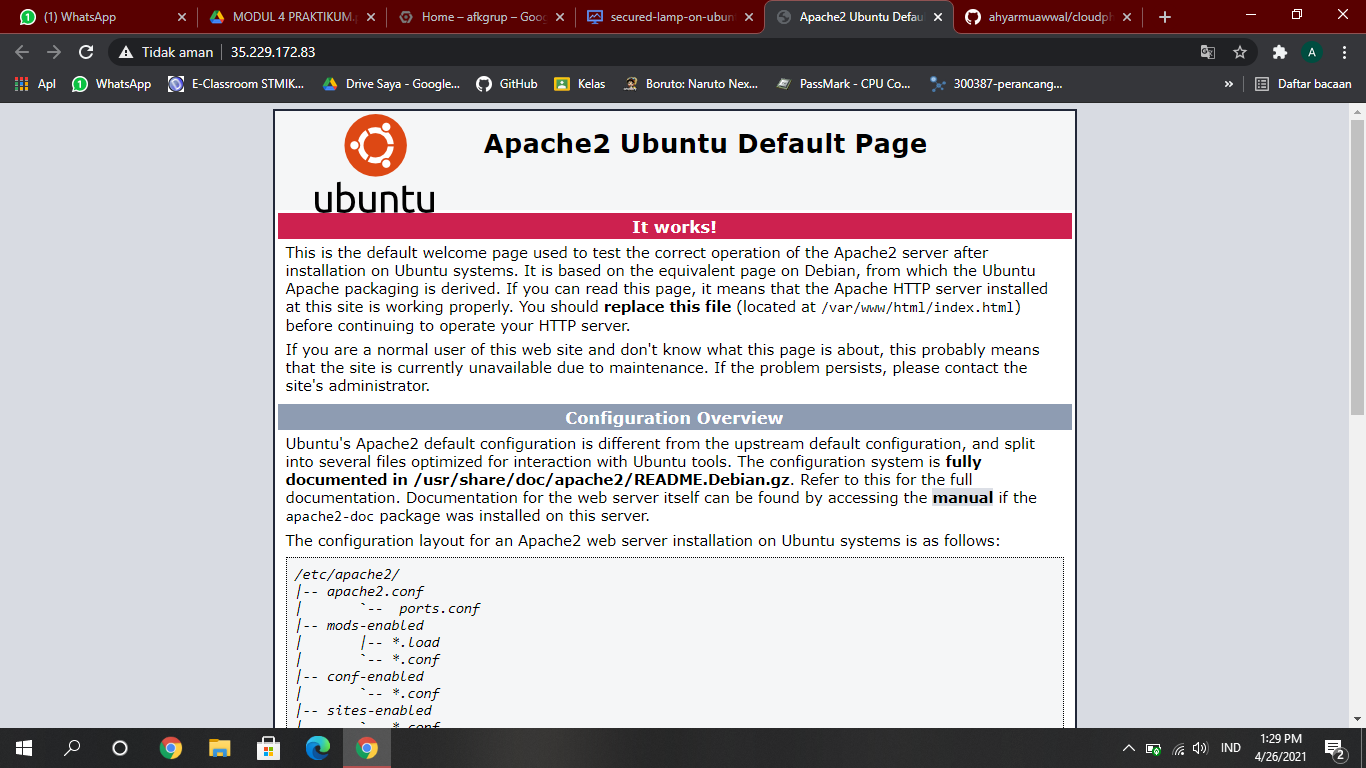 (1) WhatsApp
MODUL 4 PRAKTIKUM.
Home – afkgrup – Goo
secured-lamp-on-ubun
Apache2 Ubuntu Defau
ahyarmuawwal/cloudp
Tidak aman
35.229.172.83
A
Apl
WhatsApp
E-Classroom STMIK...
Drive Saya - Google...
GitHub
Kelas
Boruto: Naruto Nex...
PassMark - CPU Co...
300387-perancang...
»
Daftar bacaan
ubuntu
Apache2 Ubuntu Default Page
It works!
This is the default welcome page used to test the correct operation of the Apache2 server after
installation on Ubuntu systems. It is based on the equivalent page on Debian, from which the Ubuntu
Apache packaging is derived. If you can read this page, it means that the Apache HTTP server installed
at this site is working properly. You should replace this file (located at /var/www/html/index.html)
before continuing to operate your HTTP server.
If you are a normal user of this web site and don't know what this page is about, this probably means
that the site is currently unavailable due to maintenance. If the problem persists, please contact the
site's administrator.
Configuration Overview
Ubuntu's Apache2 default configuration is different from the upstream default configuration, and split
into several files optimized for interaction with Ubuntu tools. The configuration system is fully
documented in /usr/share/doc/apache2/README.Debian.gz. Refer to this for the full
documentation. Documentation for the web server itself can be found by accessing the manual if the
apache2-doc package was installed on this server.
The configuration layout for an Apache2 web server installation on Ubuntu systems is as follows:
/etc/apache2/
|-- apache2.conf
|       `--  ports.conf
|-- mods-enabled
|       |-- *.load
|       `-- *.conf
|-- conf-enabled
|       `-- *.conf
|-- sites-enabled
|       `-- *.conf
IND
1:29 PM
4/26/2021
2